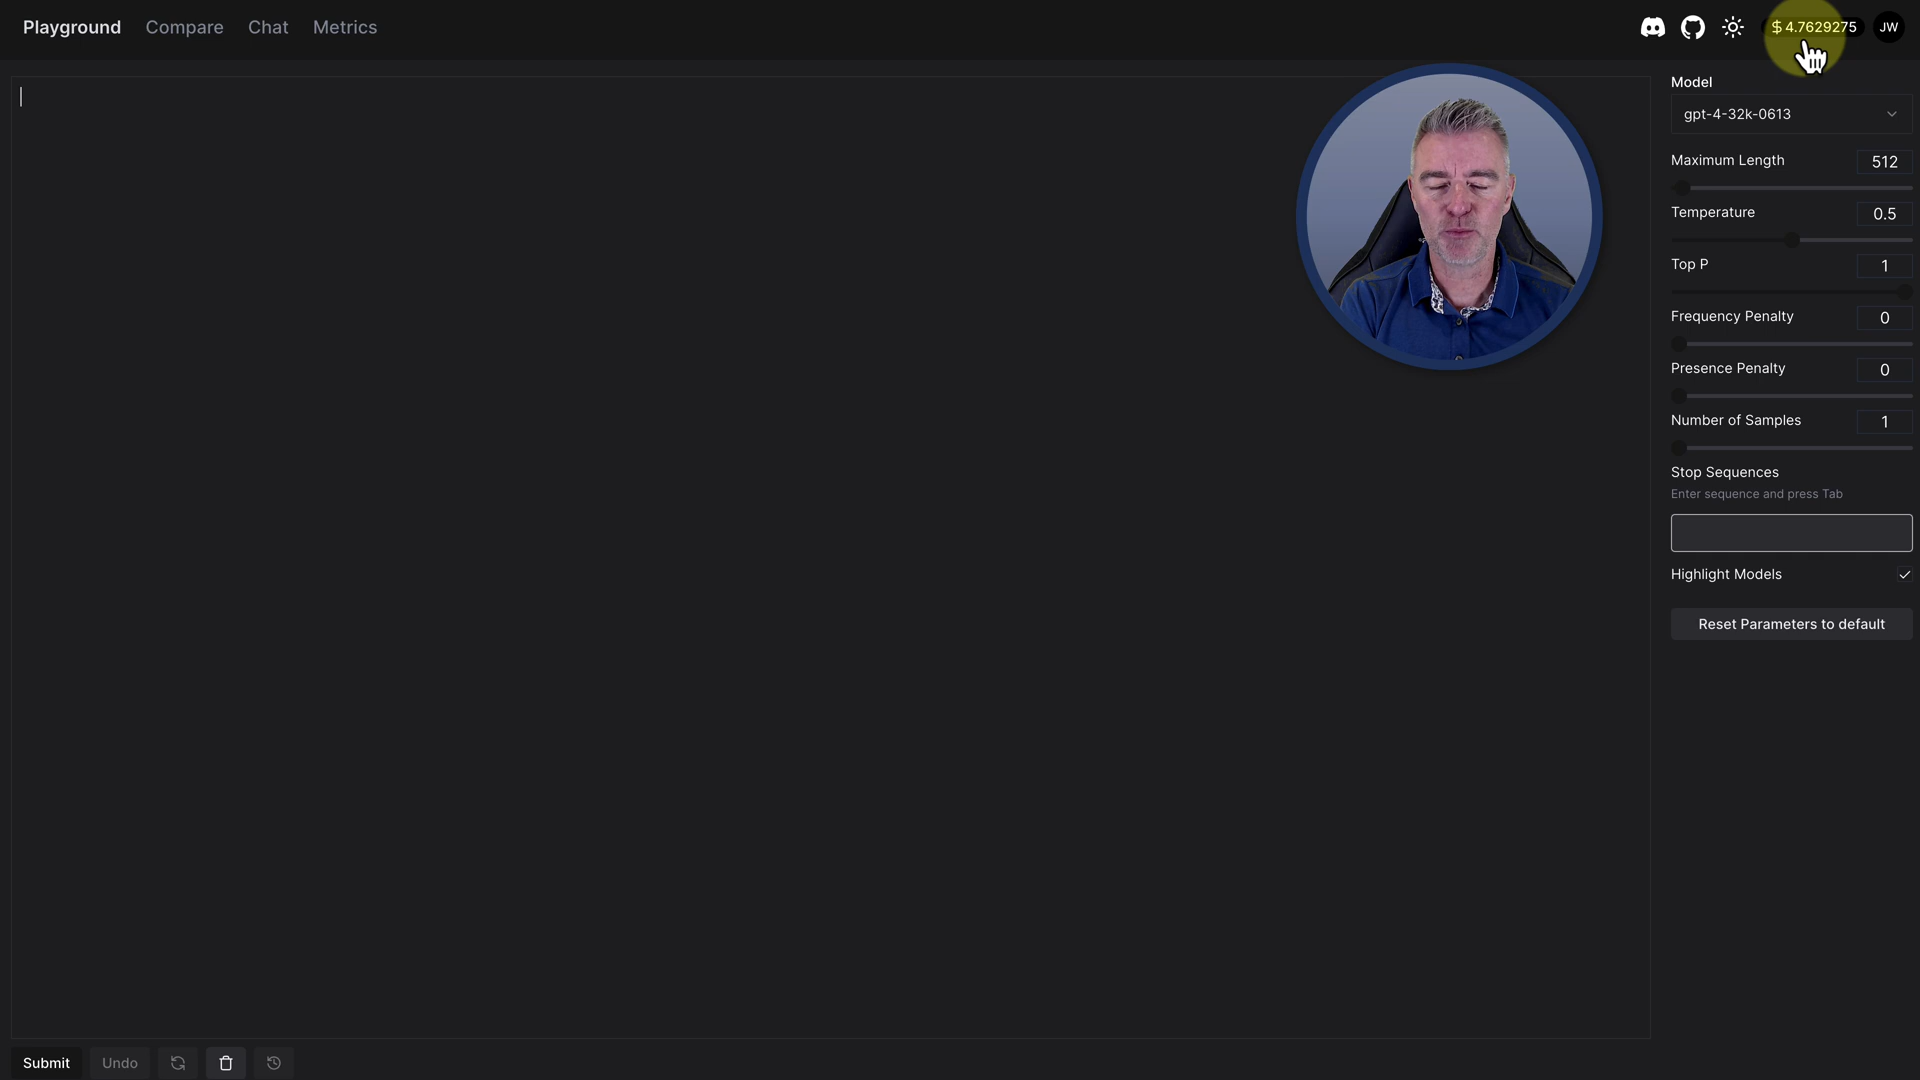 Playground Compare Chat Metrics
$ 4.7629275 JW
Model
gpt-4-32k-0613
Maximum Length 512
Temperature 0.5
Top P 1
Frequency Penalty 0
Presence Penalty 0
Number of Samples 1
Stop Sequences
Enter sequence and press Tab
Highlight Models
Reset Parameters to default
Submit Undo